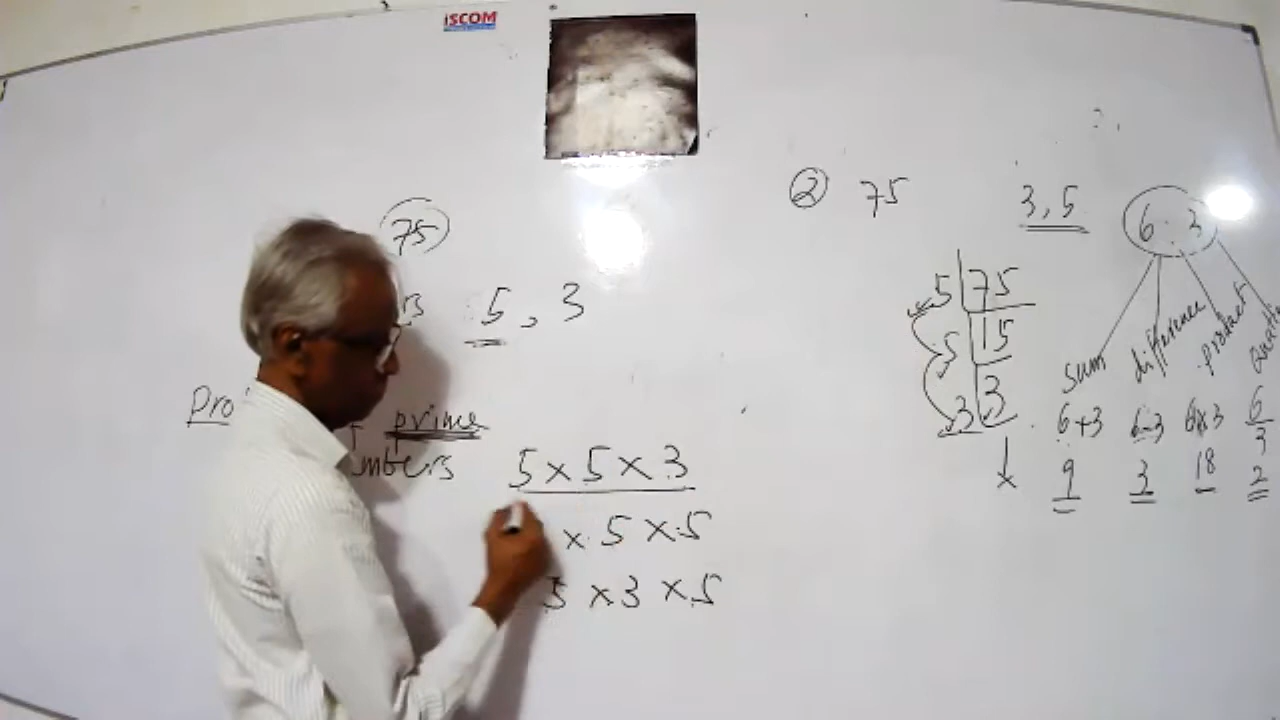 iSCOM
75
5, 3
prime
5 x 5 x 3
x 5 x 5
5 x 3 x 5
② 75
3, 5
6 3
5 75
5 15
3 3
sum difference product
6+3 6-3 6x3 6/3
9 3 18 2